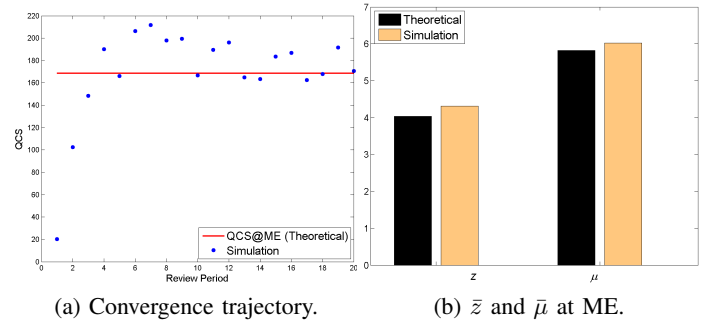 220
200
180
160
140
120
100
80
60
40
20
0
QCS
0 2 4 6 8 10 12 14 16 18 20
Review Period
QCS@ME (Theoretical)
Simulation
(a) Convergence trajectory.
7
6
5
4
3
2
1
0
Theoretical
Simulation
z μ
(b) z̄ and μ̄ at ME.